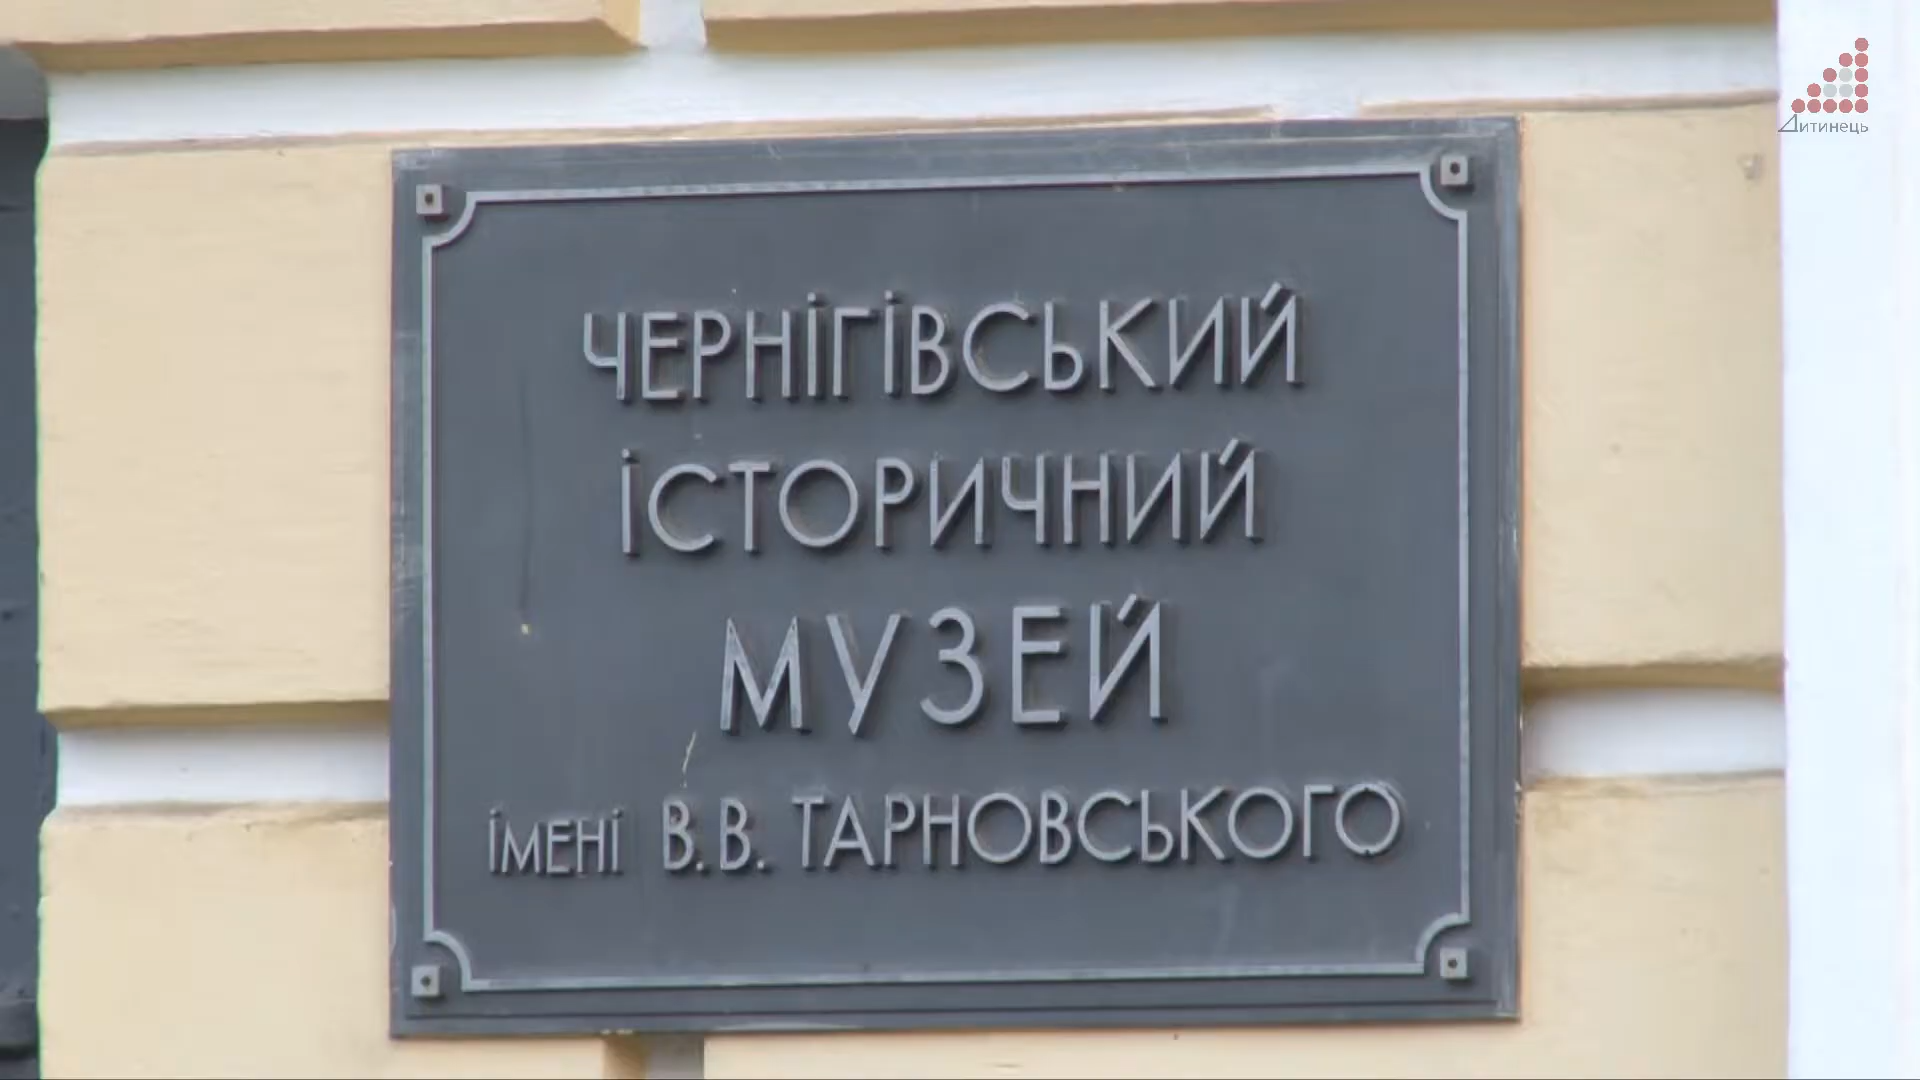 Дитинець
ЧЕРНІГІВСЬКИЙ
ІСТОРИЧНИЙ
МУЗЕЙ
ІМЕНІ В.В. ТАРНОВСЬКОГО